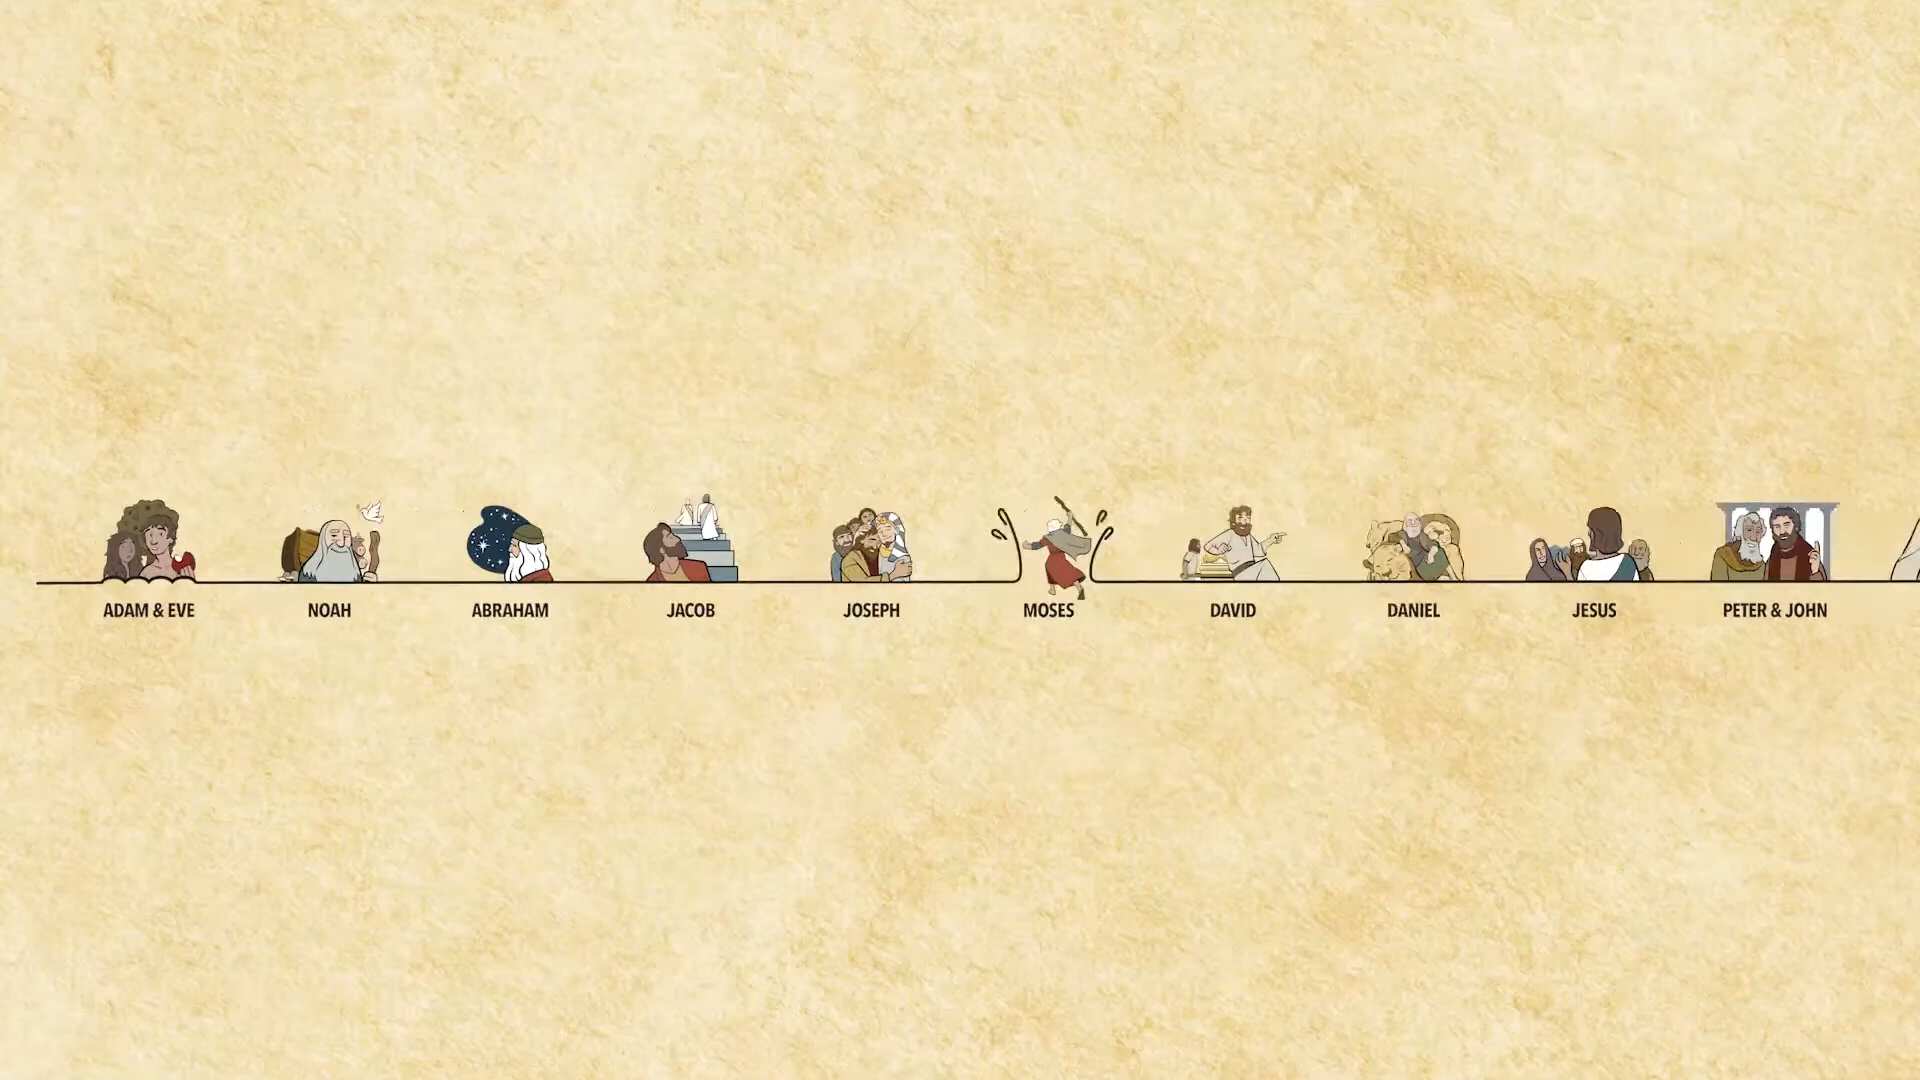 ADAM & EVE
NOAH
ABRAHAM
JACOB
JOSEPH
MOSES
DAVID
DANIEL
JESUS
PETER & JOHN